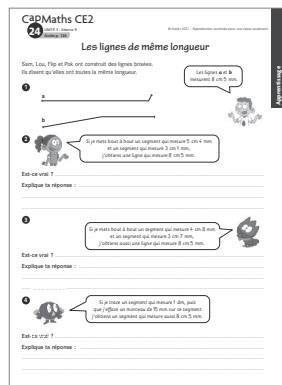 CAPMATHS CE2
24
UNITÉ 3 - Séance 9
Guide p. 126
© Hatier 2017 - Reproduction autorisée pour une classe seulement.
Apprentissage
Les lignes de même longueur
Sam, Lou, Flip et Pok ont construit des lignes brisées.
Ils disent qu'elles ont toutes la même longueur.
Les lignes a et b
mesurent 8 cm 5 mm.
1
a
b
2
Si je mets bout à bout un segment qui mesure 5 cm 4 mm
et un segment qui mesure 3 cm 1 mm,
j'obtiens une ligne qui mesure 8 cm 5 mm.
Est-ce vrai ?
Explique ta réponse :
3
Si je mets bout à bout un segment qui mesure 4 cm 8 mm
et un segment qui mesure 3 cm 7 mm,
j'obtiens aussi une ligne qui mesure 8 cm 5 mm.
Est-ce vrai ?
Explique ta réponse :
4
Si je trace un segment qui mesure 1 dm, puis
que j'efface un morceau de 15 mm sur ce segment
j'obtiens un segment qui mesure aussi 8 cm 5 mm.
Est-ce vrai ?
Explique ta réponse :